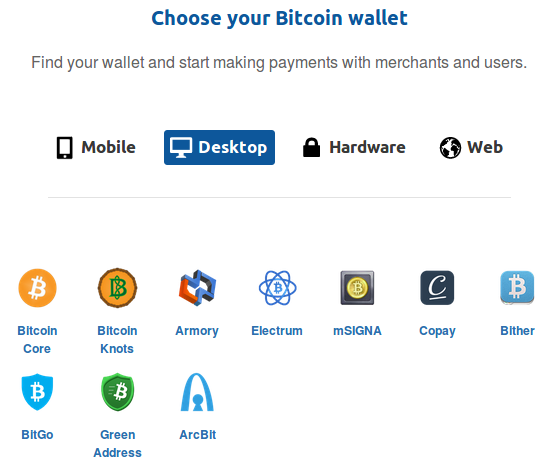 Choose your Bitcoin wallet
Find your wallet and start making payments with merchants and users.
Mobile Desktop Hardware Web
Bitcoin Core Bitcoin Knots Armory Electrum mSIGNA Copay Bither
BitGo Green Address ArcBit